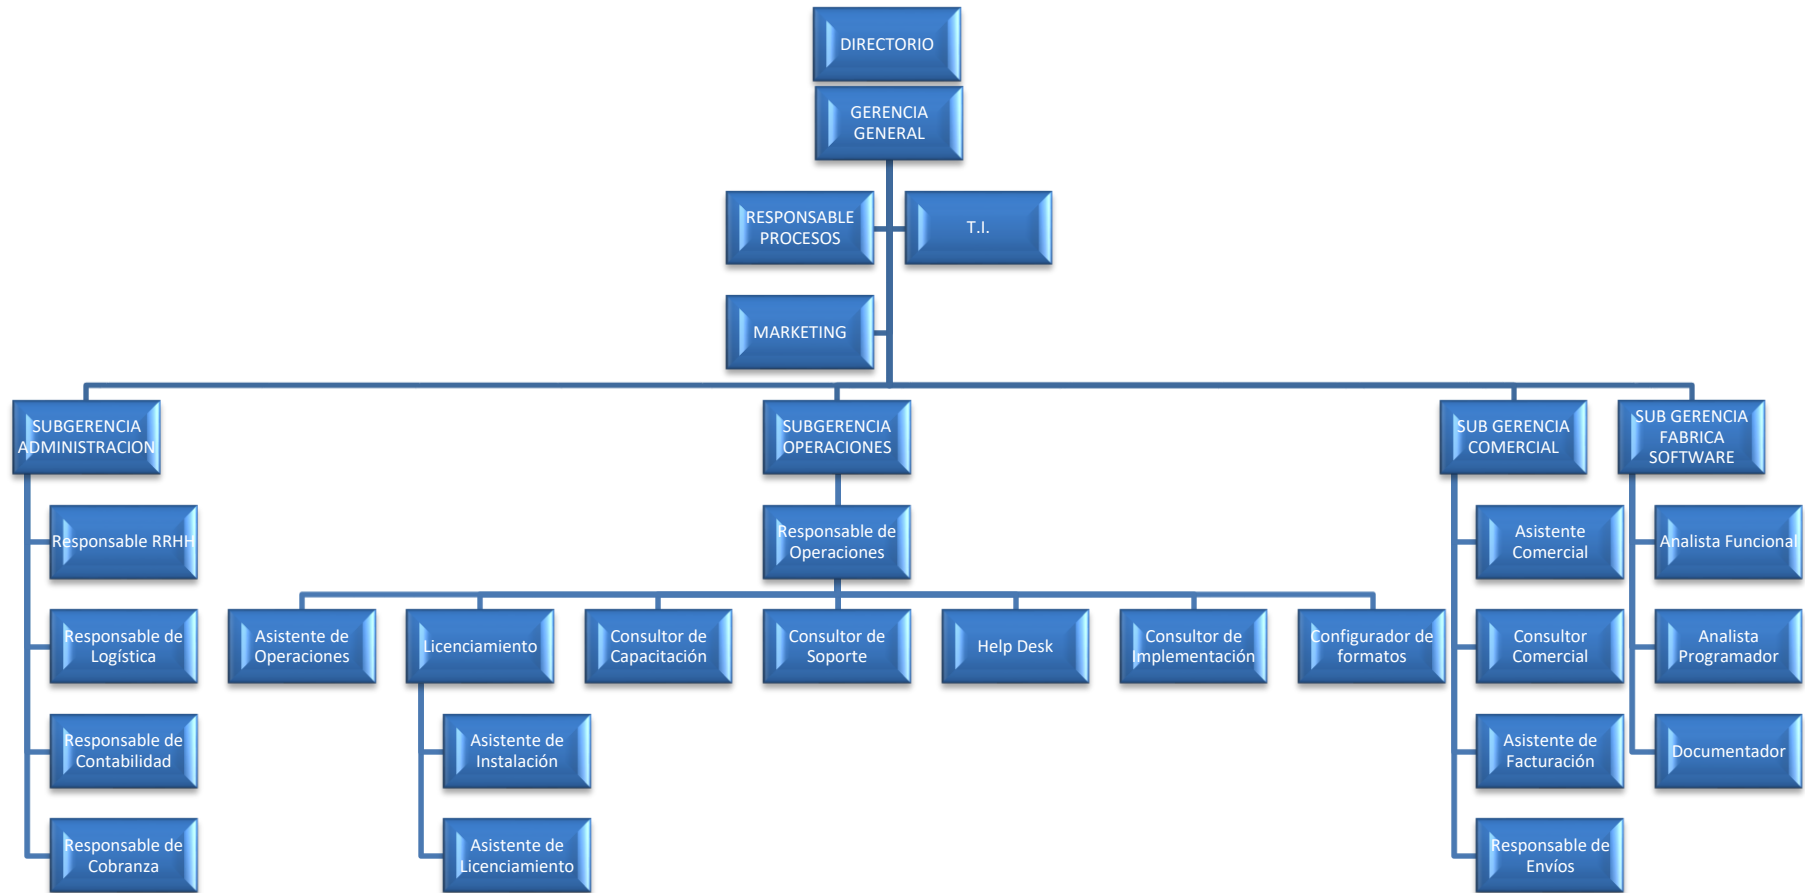 DIRECTORIO
GERENCIA
GENERAL
RESPONSABLE
PROCESOS
T.I.
MARKETING
SUBGERENCIA
ADMINISTRACION
SUBGERENCIA
OPERACIONES
SUB GERENCIA
COMERCIAL
SUB GERENCIA
FABRICA
SOFTWARE
Responsable RRHH
Responsable de
Operaciones
Asistente
Comercial
Analista Funcional
Responsable de
Logística
Asistente de
Operaciones
Licenciamiento
Consultor de
Capacitación
Consultor de
Soporte
Help Desk
Consultor de
Implementación
Configurador de
formatos
Consultor
Comercial
Analista
Programador
Responsable de
Contabilidad
Asistente de
Instalación
Asistente de
Facturación
Documentador
Responsable de
Cobranza
Asistente de
Licenciamiento
Responsable de
Envíos